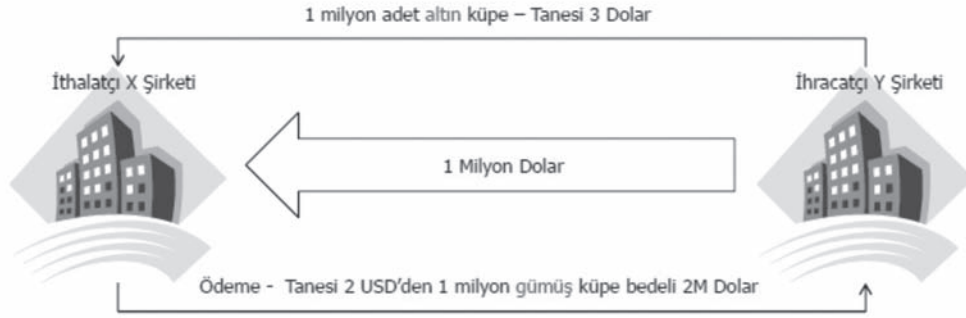 1 milyon adet altın küpe – Tanesi 3 Dolar
İthalatçı X Şirketi
İhracatçı Y Şirketi
1 Milyon Dolar
Ödeme - Tanesi 2 USD'den 1 milyon gümüş küpe bedeli 2M Dolar